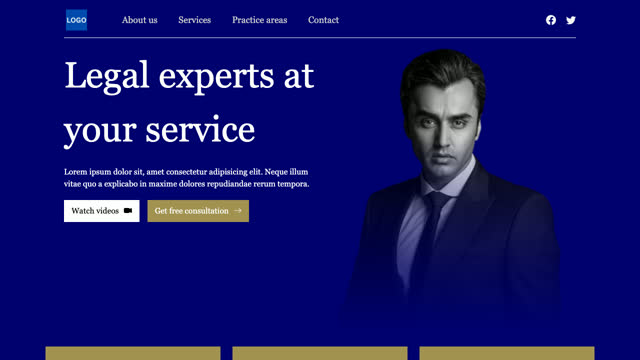 LOGO
About us
Services
Practice areas
Contact
Legal experts at
your service
Lorem ipsum dolor sit, amet consectetur adipisicing elit. Neque illum
vitae quo a explicabo in maxime dolores repudiandae rerum tempora.
Watch videos
Get free consultation